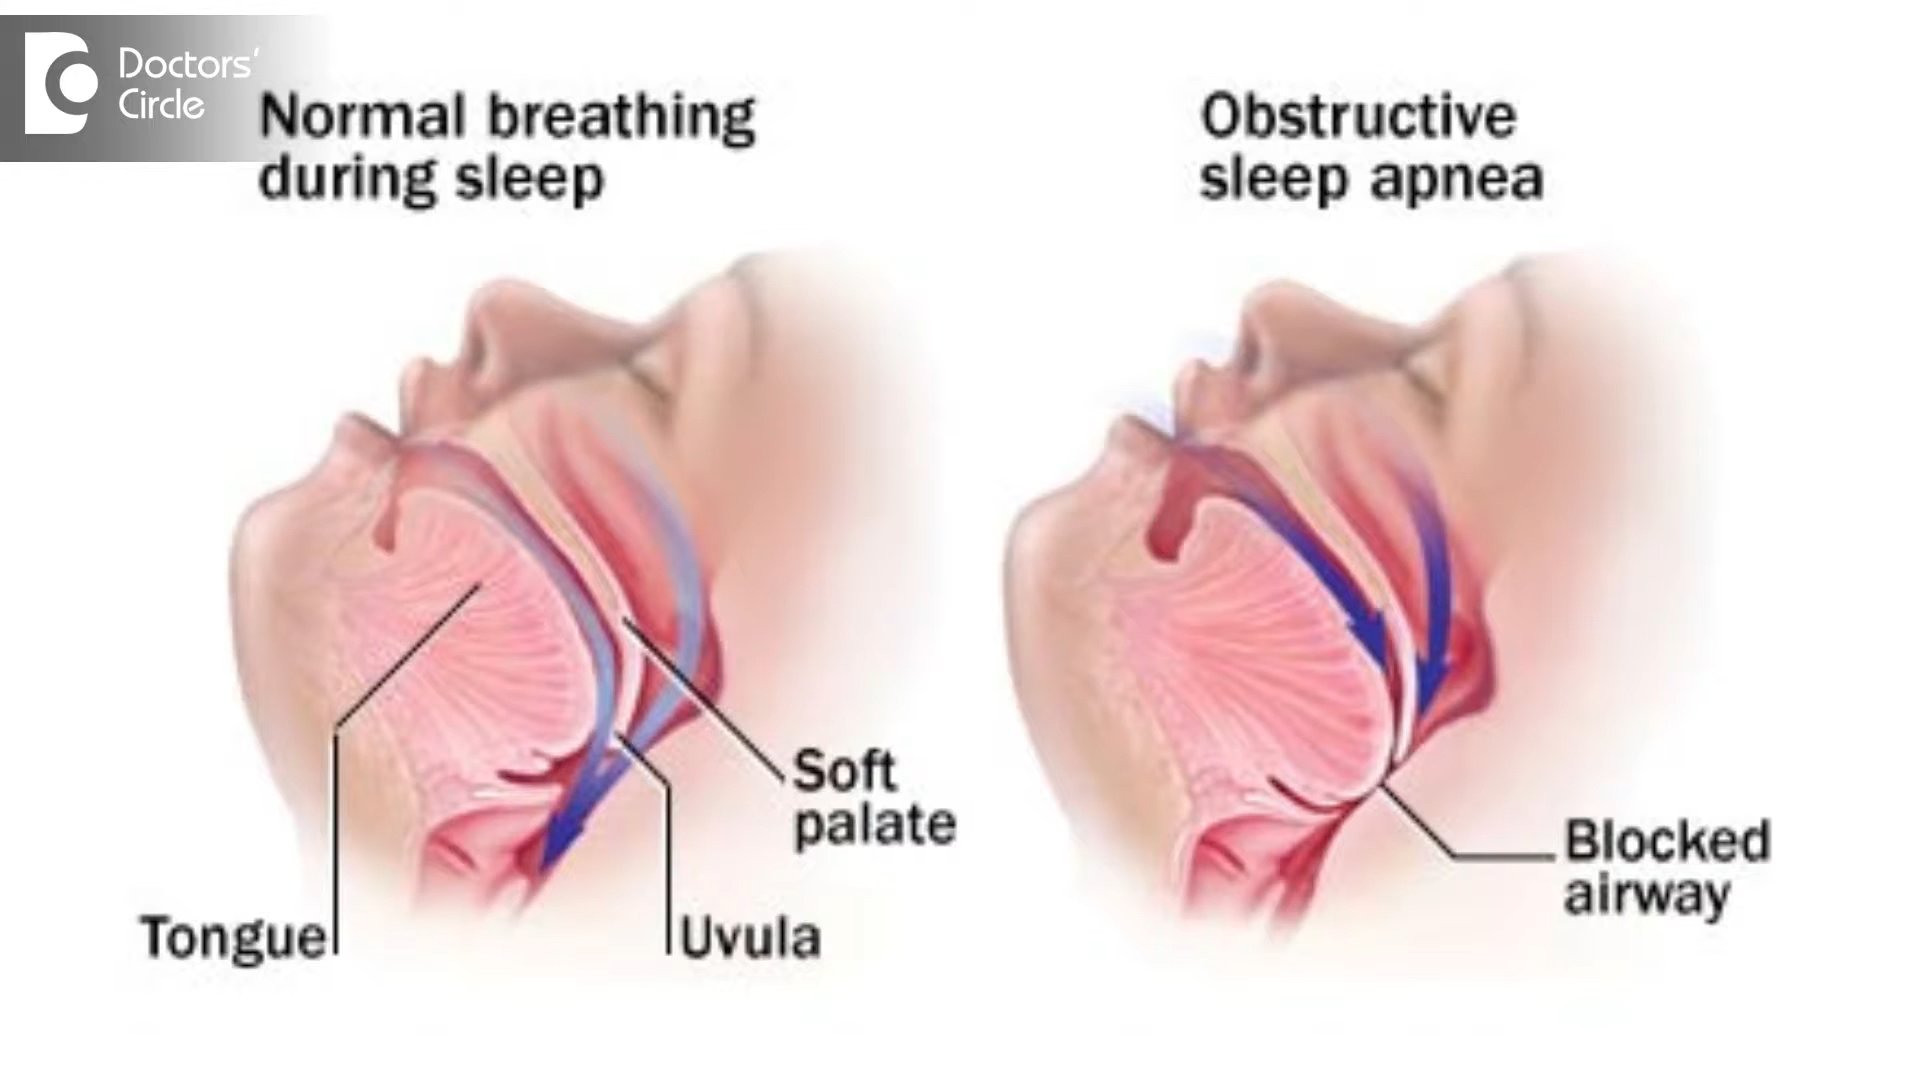 Doctors'
Circle
Normal breathing
during sleep
Obstructive
sleep apnea
Soft
palate
Blocked
airway
Tongue
Uvula